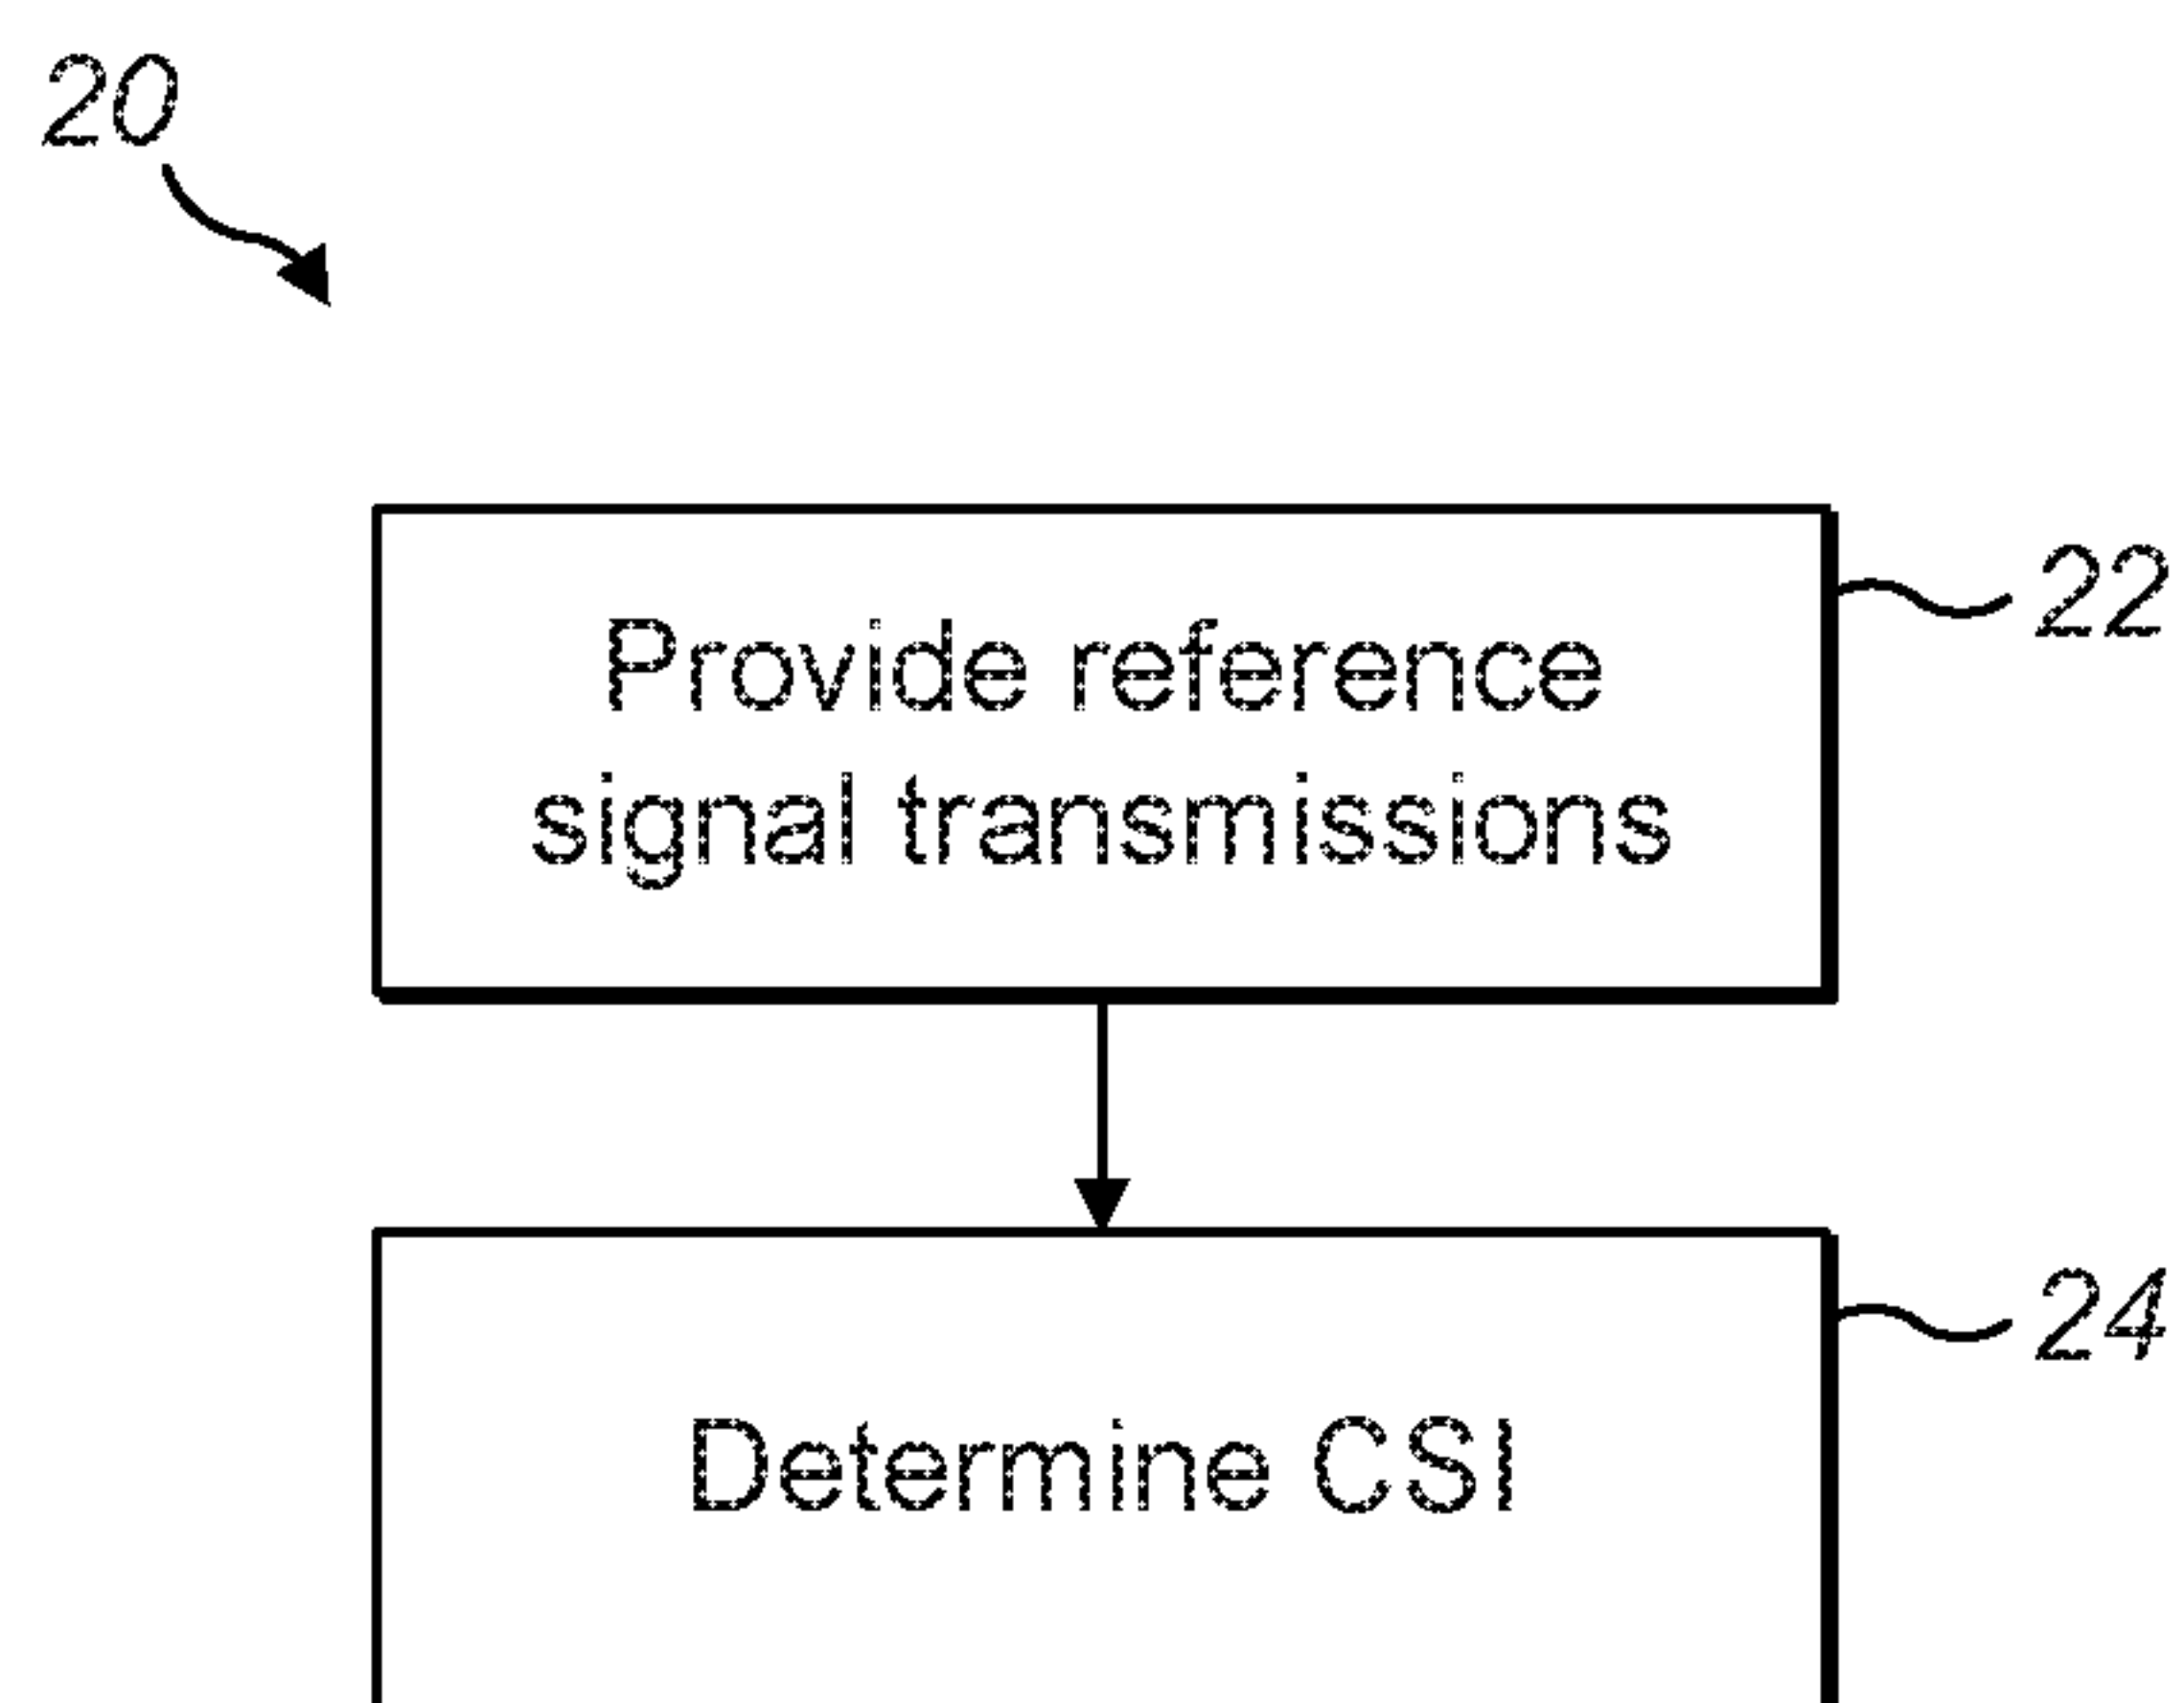 20
22
Provide reference
signal transmissions
24
Determine CSI